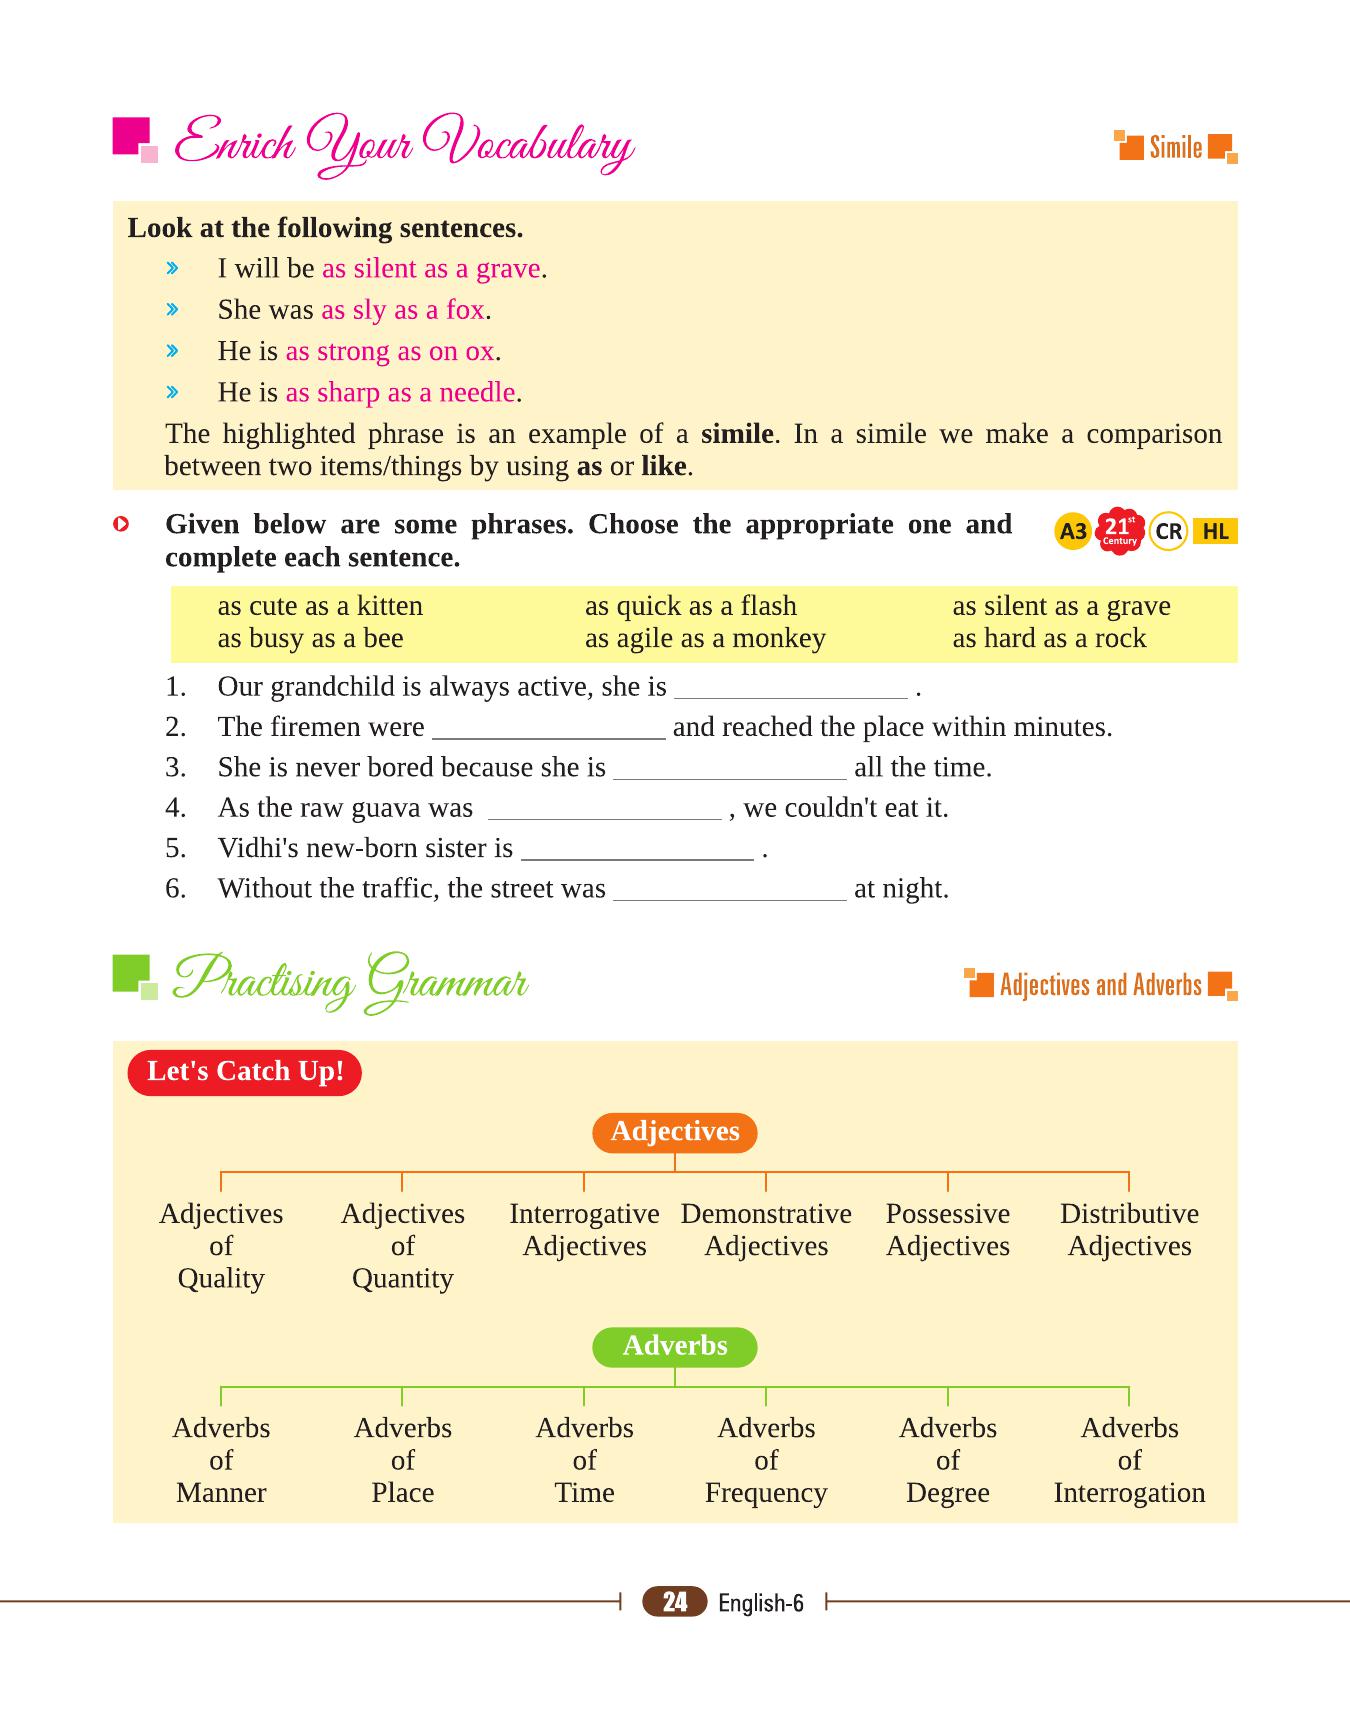 Enrich Your Vocabulary
Simile
Look at the following sentences.
I will be as silent as a grave.
She was as sly as a fox.
He is as strong as on ox.
He is as sharp as a needle.
The highlighted phrase is an example of a simile. In a simile we make a comparison
between two items/things by using as or like.
Given below are some phrases. Choose the appropriate one and
complete each sentence.
A3 21st Century CR HL
as cute as a kitten as quick as a flash as silent as a grave
as busy as a bee as agile as a monkey as hard as a rock
1. Our grandchild is always active, she is ________________ .
2. The firemen were ________________ and reached the place within minutes.
3. She is never bored because she is ________________ all the time.
4. As the raw guava was ________________ , we couldn't eat it.
5. Vidhi's new-born sister is ________________ .
6. Without the traffic, the street was ________________ at night.
Practising Grammar
Adjectives and Adverbs
Let's Catch Up!
Adjectives
Adjectives Adjectives Interrogative Demonstrative Possessive Distributive
of of Adjectives Adjectives Adjectives Adjectives
Quality Quantity
Adverbs
Adverbs Adverbs Adverbs Adverbs Adverbs Adverbs
of of of of of of
Manner Place Time Frequency Degree Interrogation
24 English-6